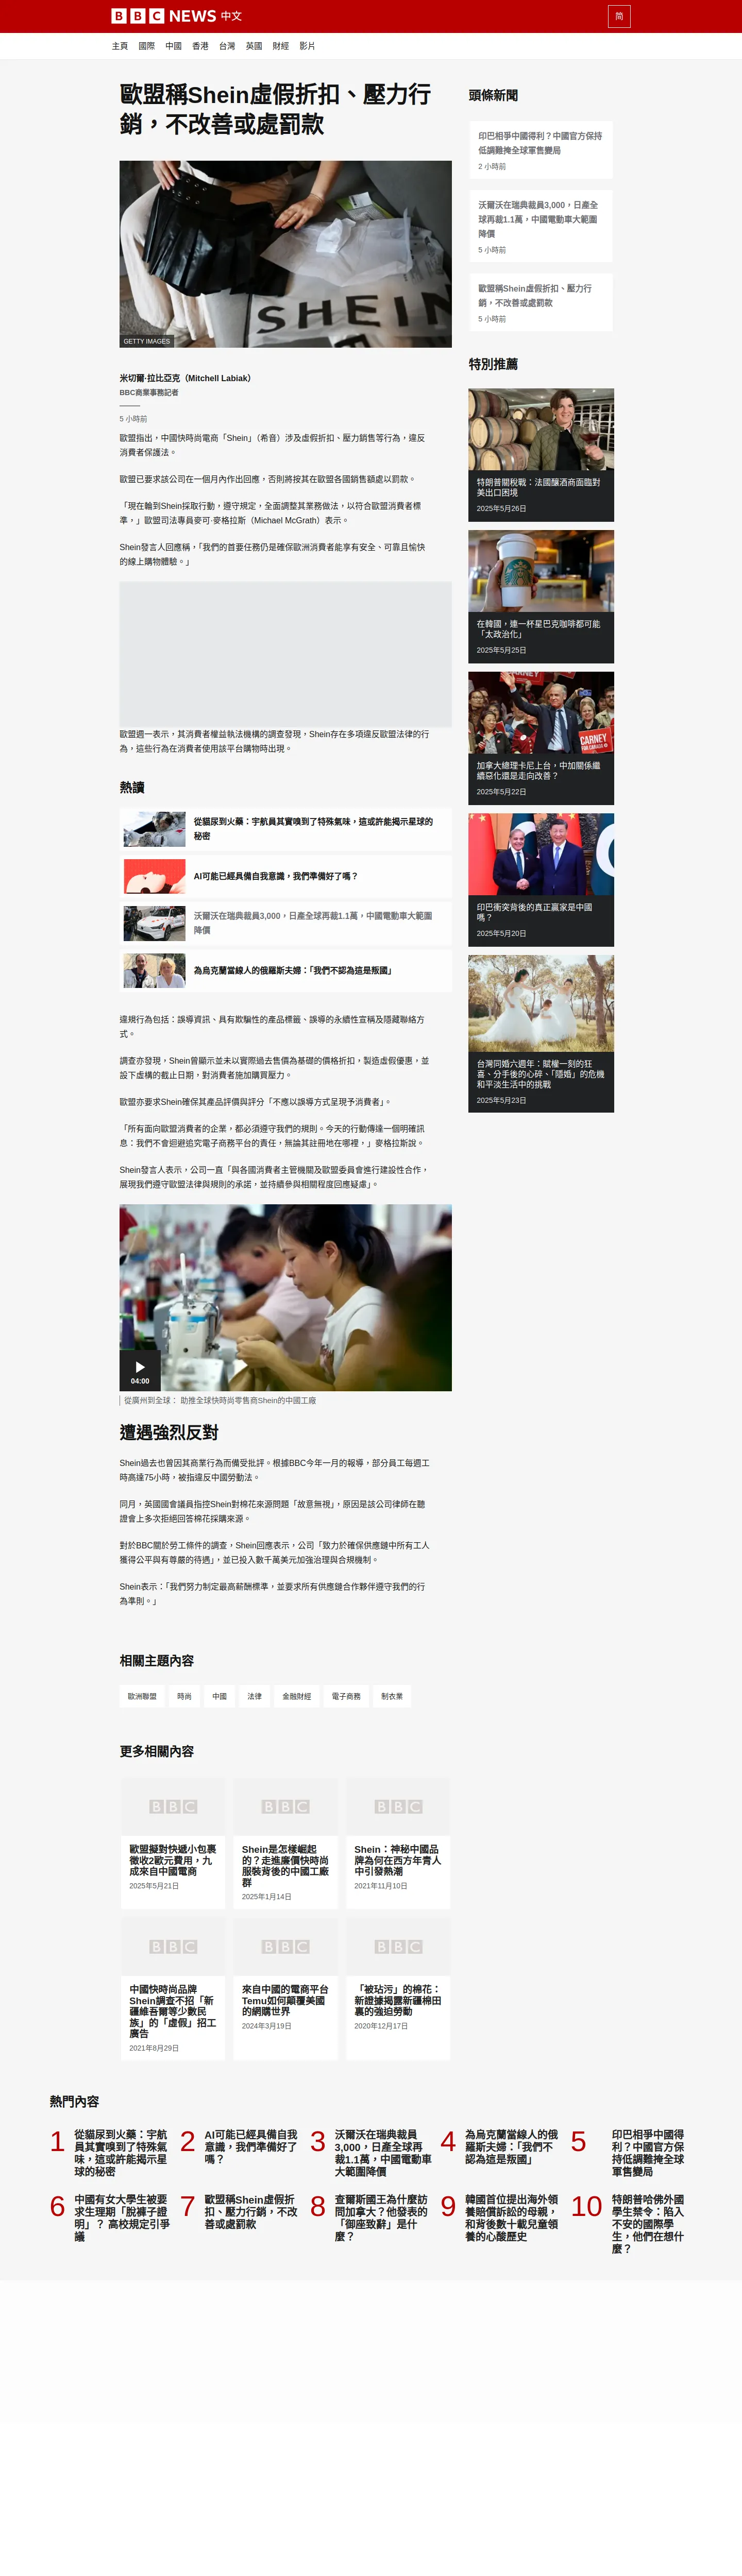 BBC NEWS 中文
简
主頁 國際 中國 香港 台灣 英國 財經 影片
歐盟稱Shein虛假折扣、壓力行
銷，不改善或處罰款
SHEIN
GETTY IMAGES
米切爾·拉比亞克（Mitchell Labiak）
BBC商業事務記者
5 小時前
歐盟指出，中國快時尚電商「Shein」（希音）涉及虛假折扣、壓力銷售等行為，違反
消費者保護法。
歐盟已要求該公司在一個月內作出回應，否則將按其在歐盟各國銷售額處以罰款。
「現在輪到Shein採取行動，遵守規定，全面調整其業務做法，以符合歐盟消費者標
準，」歐盟司法專員麥可·麥格拉斯（Michael McGrath）表示。
Shein發言人回應稱，「我們的首要任務仍是確保歐洲消費者能享有安全、可靠且愉快
的線上購物體驗。」
歐盟週一表示，其消費者權益執法機構的調查發現，Shein存在多項違反歐盟法律的行
為，這些行為在消費者使用該平台購物時出現。
熱讀
從貓尿到火藥：宇航員其實嗅到了特殊氣味，這或許能揭示星球的
秘密
AI可能已經具備自我意識，我們準備好了嗎？
沃爾沃在瑞典裁員3,000，日產全球再裁1.1萬，中國電動車大範圍
降價
為烏克蘭當線人的俄羅斯夫婦：「我們不認為這是叛國」
違規行為包括：誤導資訊、具有欺騙性的產品標籤、誤導的永續性宣稱及隱藏聯絡方
式。
調查亦發現，Shein曾顯示並未以實際過去售價為基礎的價格折扣，製造虛假優惠，並
設下虛構的截止日期，對消費者施加購買壓力。
歐盟亦要求Shein確保其產品評價與評分「不應以誤導方式呈現予消費者」。
「所有面向歐盟消費者的企業，都必須遵守我們的規則。今天的行動傳達一個明確訊
息：我們不會迴避追究電子商務平台的責任，無論其註冊地在哪裡，」麥格拉斯說。
Shein發言人表示，公司一直「與各國消費者主管機關及歐盟委員會進行建設性合作，
展現我們遵守歐盟法律與規則的承諾，並持續參與相關程度回應疑慮」。
04:00
從廣州到全球： 助推全球快時尚零售商Shein的中國工廠
遭遇強烈反對
Shein過去也曾因其商業行為而備受批評。根據BBC今年一月的報導，部分員工每週工
時高達75小時，被指違反中國勞動法。
同月，英國國會議員指控Shein對棉花來源問題「故意無視」，原因是該公司律師在聽
證會上多次拒絕回答棉花採購來源。
對於BBC關於勞工條件的調查，Shein回應表示，公司「致力於確保供應鏈中所有工人
獲得公平與有尊嚴的待遇」，並已投入數千萬美元加強治理與合規機制。
Shein表示：「我們努力制定最高薪酬標準，並要求所有供應鏈合作夥伴遵守我們的行
為準則。」
相關主題內容
歐洲聯盟 時尚 中國 法律 金融財經 電子商務 制衣業
更多相關內容
BBC
歐盟擬對快遞小包裹
徵收2歐元費用，九
成來自中國電商
2025年5月21日
BBC
Shein是怎樣崛起
的？走進廉價快時尚
服裝背後的中國工廠
群
2025年1月14日
BBC
Shein：神秘中國品
牌為何在西方年青人
中引發熱潮
2021年11月10日
BBC
中國快時尚品牌
Shein調查不招「新
疆維吾爾等少數民
族」的「虛假」招工
廣告
2021年8月29日
BBC
來自中國的電商平台
Temu如何顛覆美國
的網購世界
2024年3月19日
BBC
「被玷污」的棉花：
新證據揭露新疆棉田
裏的強迫勞動
2020年12月17日
頭條新聞
印巴相爭中國得利？中國官方保持
低調難掩全球軍售變局
2 小時前
沃爾沃在瑞典裁員3,000，日產全
球再裁1.1萬，中國電動車大範圍
降價
5 小時前
歐盟稱Shein虛假折扣、壓力行
銷，不改善或處罰款
5 小時前
特別推薦
特朗普關稅戰：法國釀酒商面臨對
美出口困境
2025年5月26日
在韓國，連一杯星巴克咖啡都可能
「太政治化」
2025年5月25日
CARNEY
加拿大總理卡尼上台，中加關係繼
續惡化還是走向改善？
2025年5月22日
印巴衝突背後的真正贏家是中國
嗎？
2025年5月20日
台灣同婚六週年：賦權一刻的狂
喜、分手後的心碎、「隱婚」的危機
和平淡生活中的挑戰
2025年5月23日
熱門內容
1
從貓尿到火藥：宇航
員其實嗅到了特殊氣
味，這或許能揭示星
球的秘密
2
AI可能已經具備自我
意識，我們準備好了
嗎？
3
沃爾沃在瑞典裁員
3,000，日產全球再
裁1.1萬，中國電動車
大範圍降價
4
為烏克蘭當線人的俄
羅斯夫婦：「我們不
認為這是叛國」
5
印巴相爭中國得
利？中國官方保
持低調難掩全球
軍售變局
6
中國有女大學生被要
求生理期「脫褲子證
明」？ 高校規定引爭
議
7
歐盟稱Shein虛假折
扣、壓力行銷，不改
善或處罰款
8
查爾斯國王為什麼訪
問加拿大？他發表的
「御座致辭」是什
麼？
9
韓國首位提出海外領
養賠償訴訟的母親，
和背後數十載兒童領
養的心酸歷史
10
特朗普哈佛外國
學生禁令：陷入
不安的國際學
生，他們在想什
麼？